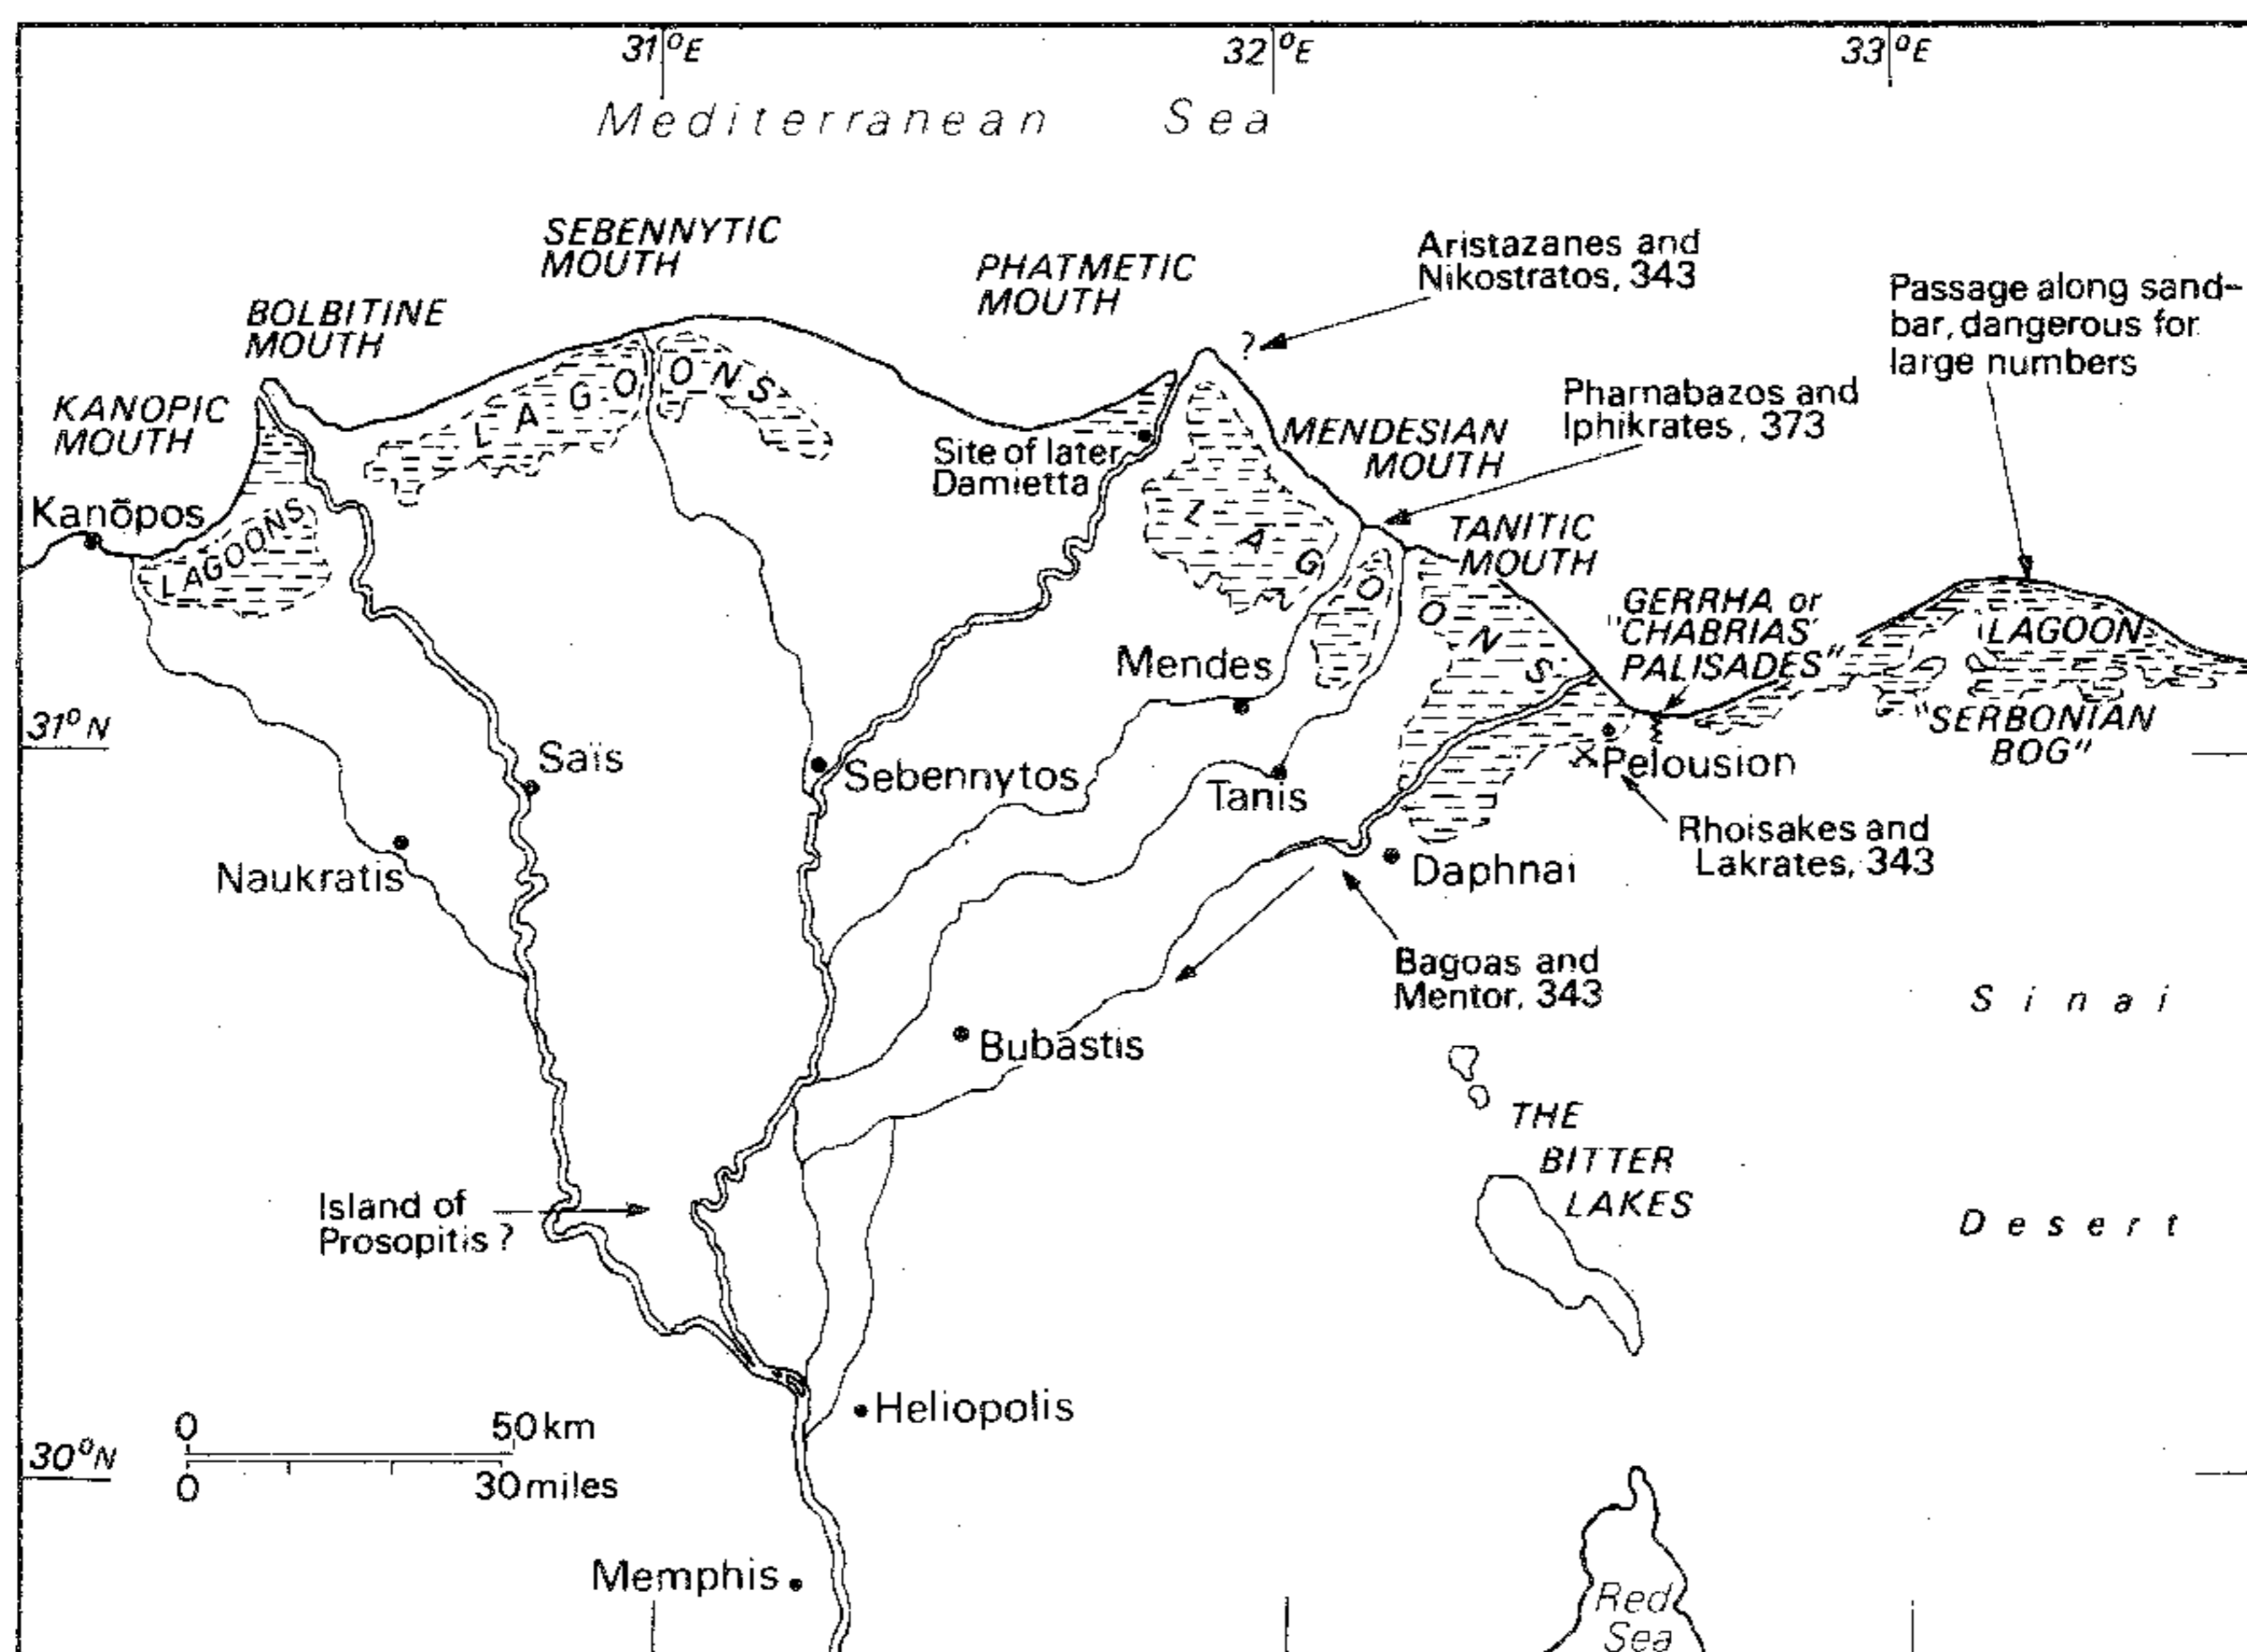 31°E
32°E
33°E
Mediterranean Sea
SEBENNYTIC
MOUTH
PHATMETIC
MOUTH
Aristazanes and
Nikostratos, 343
Passage along sand-
bar, dangerous for
large numbers
BOLBITINE
MOUTH
?
KANOPIC
MOUTH
LAGOONS
Pharnabazos and
Iphikrates, 373
MENDESIAN
MOUTH
Site of later
Damietta
Kanōpos
LAGOONS
LAGOONS
TANITIC
MOUTH
GERRHA or
"CHABRIAS'
PALISADES"
LAGOON
"SERBONIAN
BOG"
Mendes
31°N
Saïs
Sebennytos
Tanis
Pelousion
Naukratis
Daphnai
Rhoisakes and
Lakrates, 343
Bagoas and
Mentor, 343
Bubastis
Sinai
Desert
THE
BITTER
LAKES
Island of
Prosopitis?
Heliopolis
0 50km
0 30miles
30°N
Memphis
Red
Sea